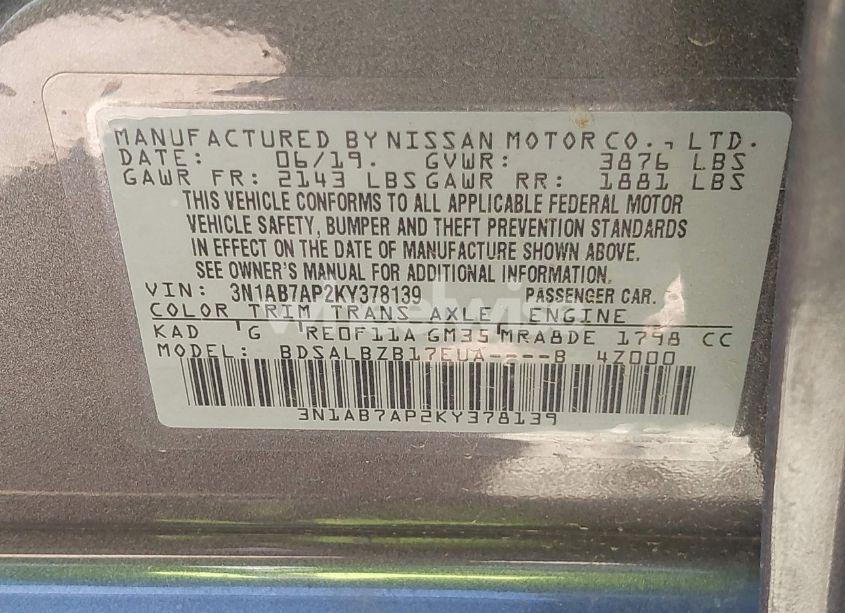 MANUFACTURED BY NISSAN MOTOR CO., LTD.
DATE: 06/19. GVWR: 3876 LBS
GAWR FR: 2143 LBS GAWR RR: 1881 LBS
THIS VEHICLE CONFORMS TO ALL APPLICABLE FEDERAL MOTOR
VEHICLE SAFETY, BUMPER AND THEFT PREVENTION STANDARDS
IN EFFECT ON THE DATE OF MANUFACTURE SHOWN ABOVE.
SEE OWNER'S MANUAL FOR ADDITIONAL INFORMATION.
VIN: 3N1AB7AP2KY378139 PASSENGER CAR.
COLOR TRIM TRANS AXLE ENGINE
KAD G RE0F11A GM35 MRA8DE 1798 CC
MODEL: BDSALBZB17EUA----B 4Z000
3N1AB7AP2KY378139